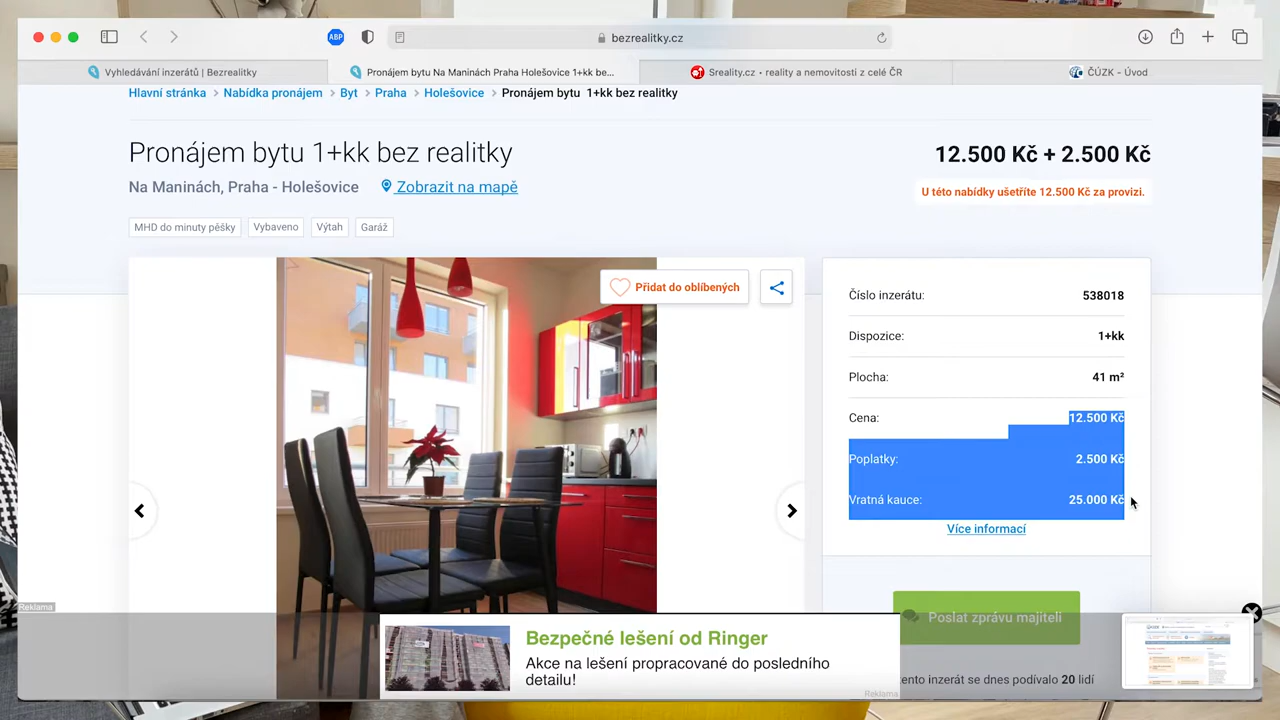 ABP
bezrealitky.cz
Vyhledávání inzerátů | Bezrealitky
Pronájem bytu Na Maninách Praha Holešovice 1+kk be...
Sreality.cz • reality a nemovitosti z celé ČR
ČÚZK - Úvod
Hlavní stránka > Nabídka pronájem > Byt > Praha > Holešovice > Pronájem bytu 1+kk bez realitky
Pronájem bytu 1+kk bez realitky
12.500 Kč + 2.500 Kč
Na Maninách, Praha - Holešovice
Zobrazit na mapě
U této nabídky ušetříte 12.500 Kč za provizi.
MHD do minuty pěšky
Vybaveno
Výtah
Garáž
Přidat do oblíbených
Číslo inzerátu: 538018
Dispozice: 1+kk
Plocha: 41 m²
Cena: 12.500 Kč
Poplatky: 2.500 Kč
Vratná kauce: 25.000 Kč
Více informací
Poslat zprávu majiteli
ento inzerát se dnes podívalo 20 lidí
Reklama
Bezpečné lešení od Ringer
Akce na lešení propracované do posledního
detailu!
Reklama